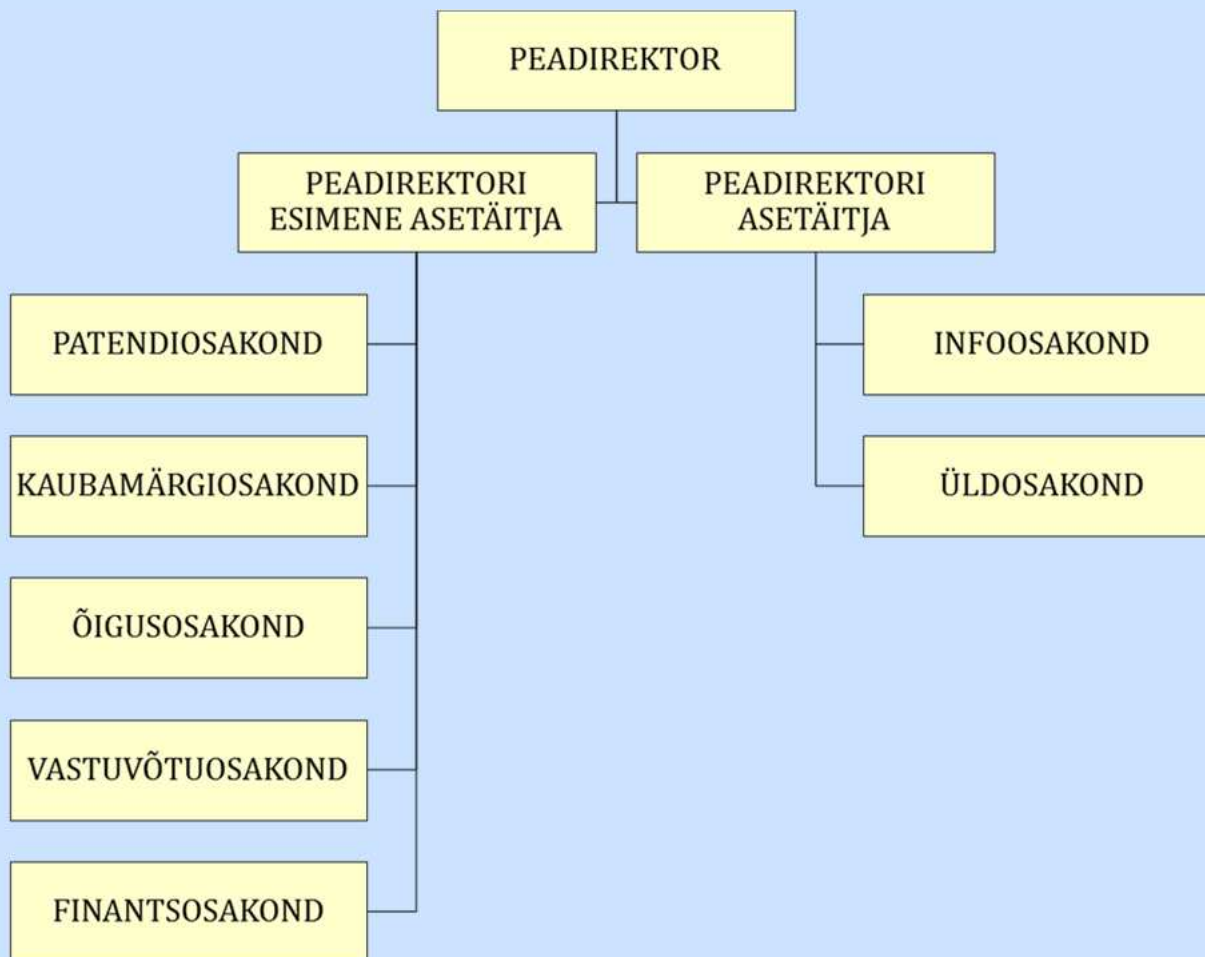 PEADIREKTOR
PEADIREKTORI
ESIMENE ASETÄITJA
PEADIREKTORI
ASETÄITJA
PATENDIOSAKOND
KAUBAMÄRGIOSAKOND
ÕIGUSOSAKOND
VASTUVÕTUOSAKOND
FINANTSOSAKOND
INFOOSAKOND
ÜLDOSAKOND